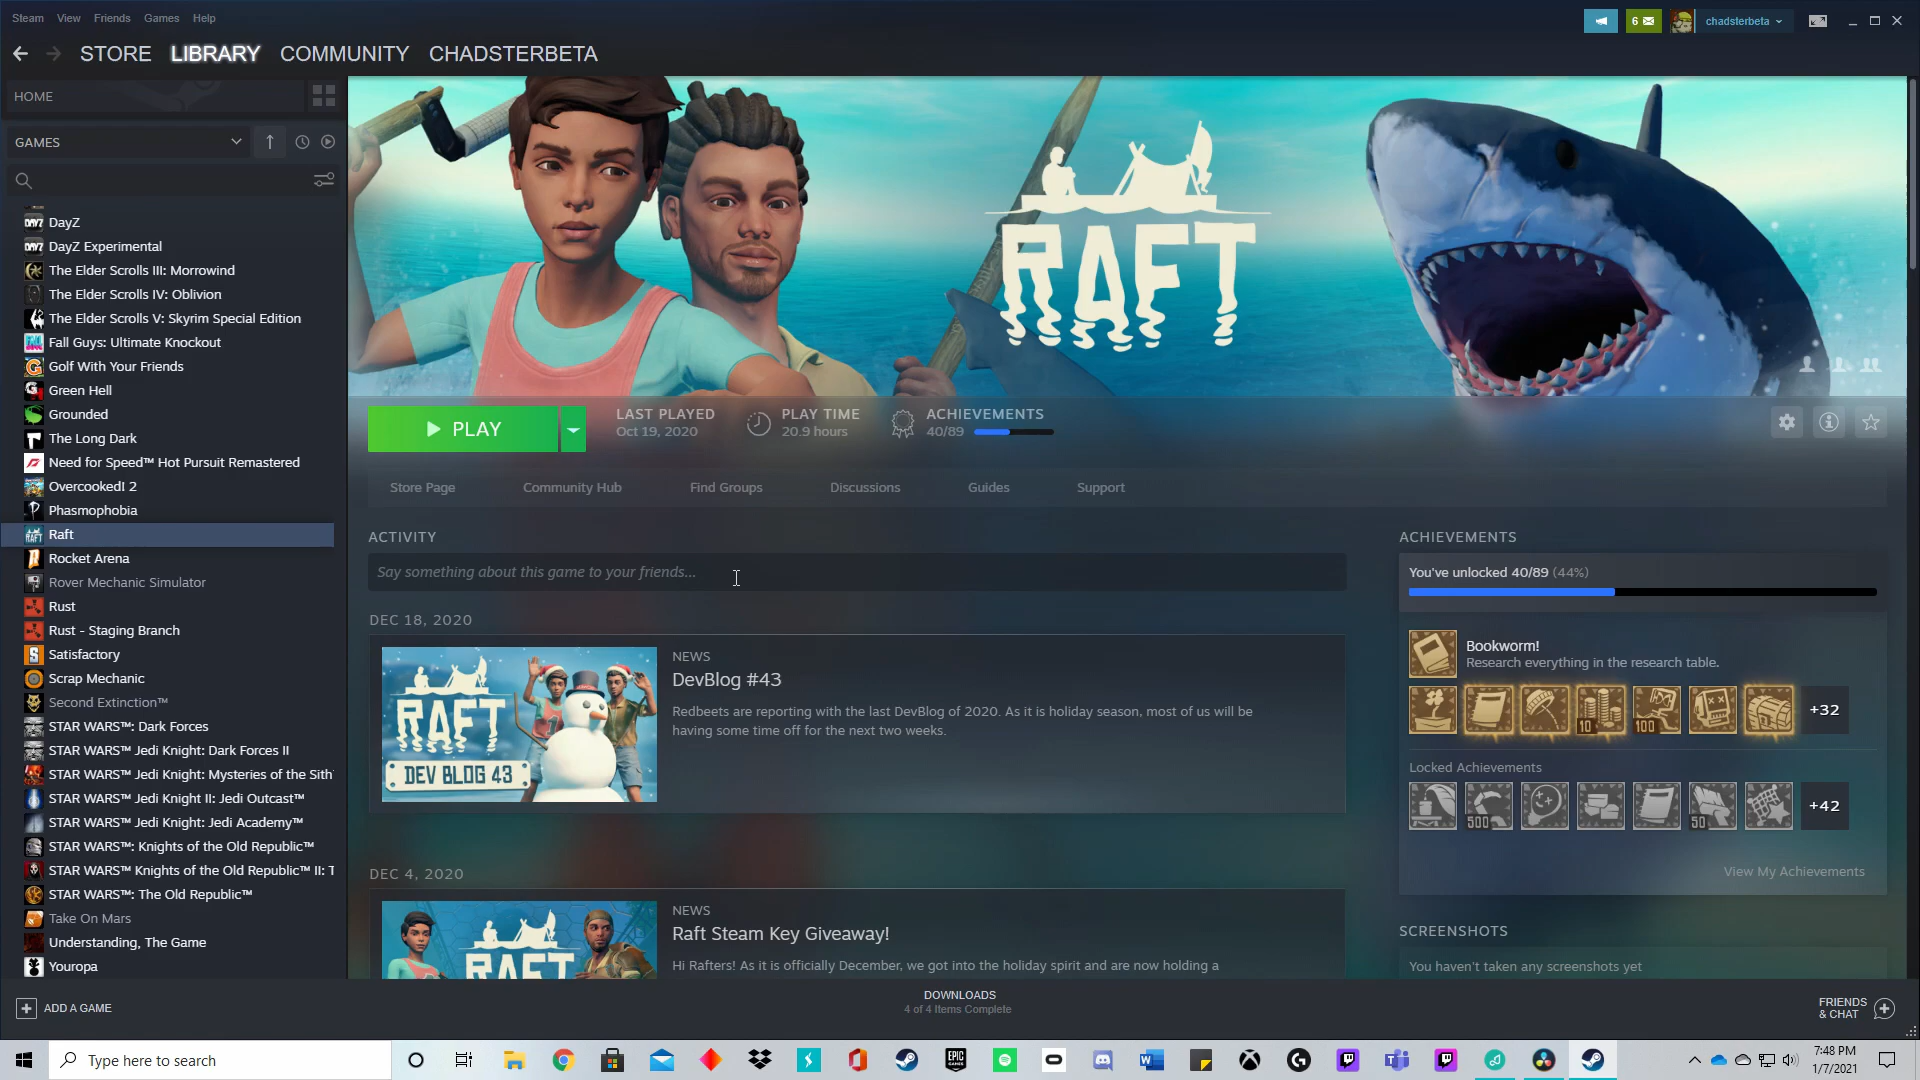 Steam View Friends Games Help
6
chadsterbeta
STORE LIBRARY COMMUNITY CHADSTERBETA
HOME
GAMES
DayZ
DayZ Experimental
The Elder Scrolls III: Morrowind
The Elder Scrolls IV: Oblivion
The Elder Scrolls V: Skyrim Special Edition
Fall Guys: Ultimate Knockout
Golf With Your Friends
Green Hell
Grounded
The Long Dark
Need for Speed™ Hot Pursuit Remastered
Overcooked! 2
Phasmophobia
Raft
Rocket Arena
Rover Mechanic Simulator
Rust
Rust - Staging Branch
Satisfactory
Scrap Mechanic
Second Extinction™
STAR WARS™: Dark Forces
STAR WARS™ Jedi Knight: Dark Forces II
STAR WARS™ Jedi Knight: Mysteries of the Sith
STAR WARS™ Jedi Knight II: Jedi Outcast™
STAR WARS™ Jedi Knight: Jedi Academy™
STAR WARS™: Knights of the Old Republic™
STAR WARS™ Knights of the Old Republic™ II: T
STAR WARS™: The Old Republic™
Take On Mars
Understanding, The Game
Youropa
ADD A GAME
RAFT
PLAY
LAST PLAYED
Oct 19, 2020
PLAY TIME
20.9 hours
ACHIEVEMENTS
40/89
Store Page Community Hub Find Groups Discussions Guides Support
ACTIVITY
Say something about this game to your friends...
DEC 18, 2020
RAFT
DEV BLOG 43
NEWS
DevBlog #43
Redbeets are reporting with the last DevBlog of 2020. As it is holiday season, most of us will be
having some time off for the next two weeks.
DEC 4, 2020
RAFT
NEWS
Raft Steam Key Giveaway!
Hi Rafters! As it is officially December, we got into the holiday spirit and are now holding a
ACHIEVEMENTS
You've unlocked 40/89 (44%)
Bookworm!
Research everything in the research table.
10
100
+32
Locked Achievements
500
50
+42
View My Achievements
SCREENSHOTS
You haven't taken any screenshots yet
DOWNLOADS
4 of 4 Items Complete
FRIENDS
& CHAT
Type here to search
EPIC
GAMES
7:48 PM
1/7/2021